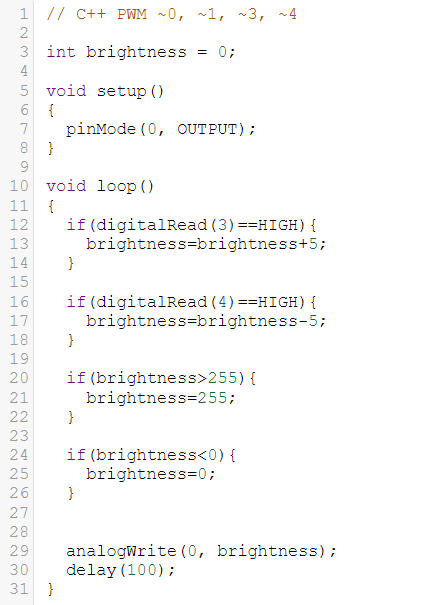 1 // C++ PWM ~0, ~1, ~3, ~4
2
3 int brightness = 0;
4
5 void setup()
6 {
7   pinMode(0, OUTPUT);
8 }
9
10 void loop()
11 {
12   if(digitalRead(3)==HIGH){
13     brightness=brightness+5;
14   }
15
16   if(digitalRead(4)==HIGH){
17     brightness=brightness-5;
18   }
19
20   if(brightness>255){
21     brightness=255;
22   }
23
24   if(brightness<0){
25     brightness=0;
26   }
27
28
29   analogWrite(0, brightness);
30   delay(100);
31 }